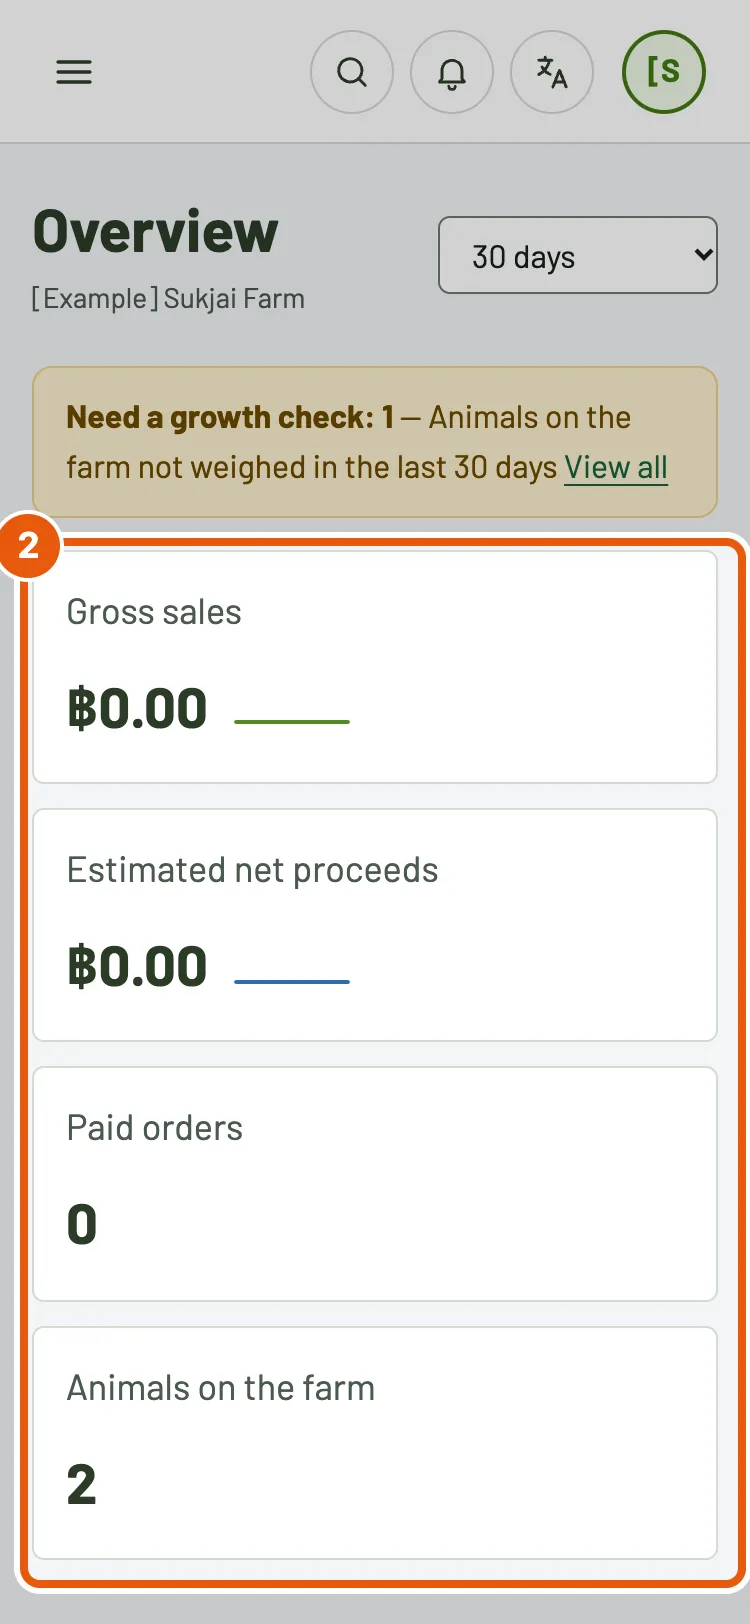 [S
Overview
30 days
[Example] Sukjai Farm
Need a growth check: 1 — Animals on the
farm not weighed in the last 30 days View all
2
Gross sales
฿0.00
Estimated net proceeds
฿0.00
Paid orders
0
Animals on the farm
2